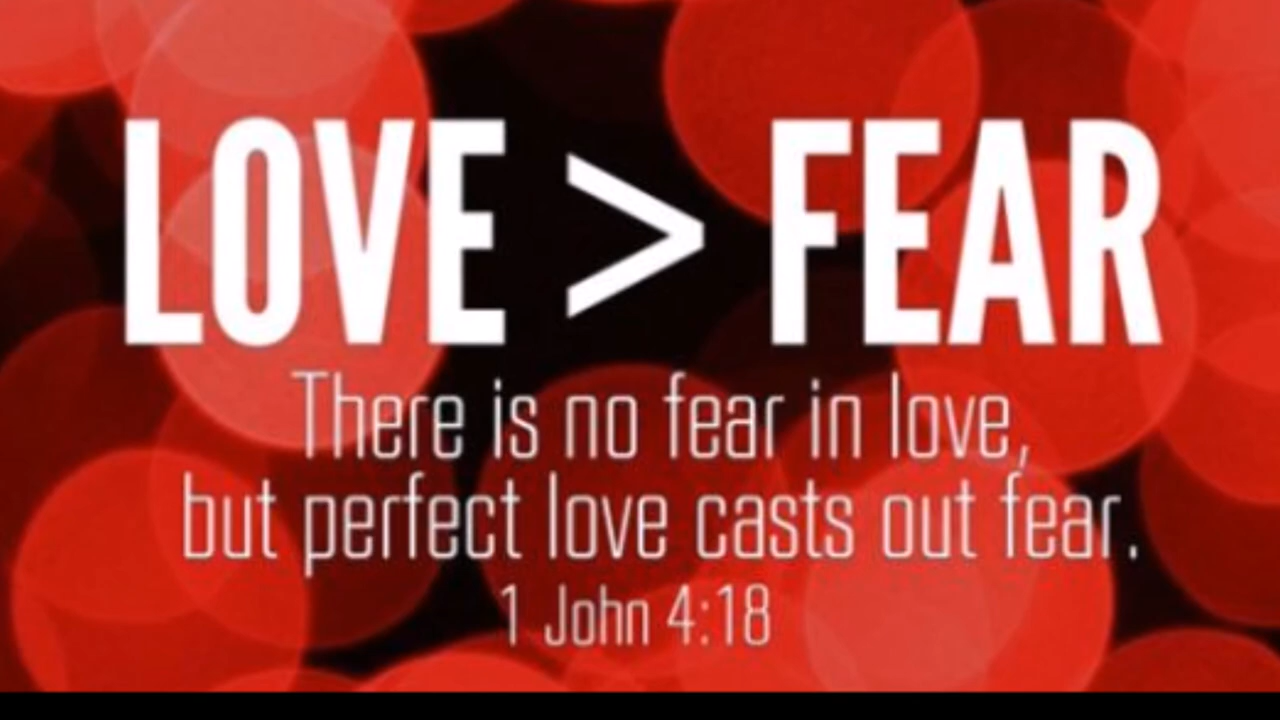 LOVE > FEAR
There is no fear in love,
but perfect love casts out fear.
1 John 4:18